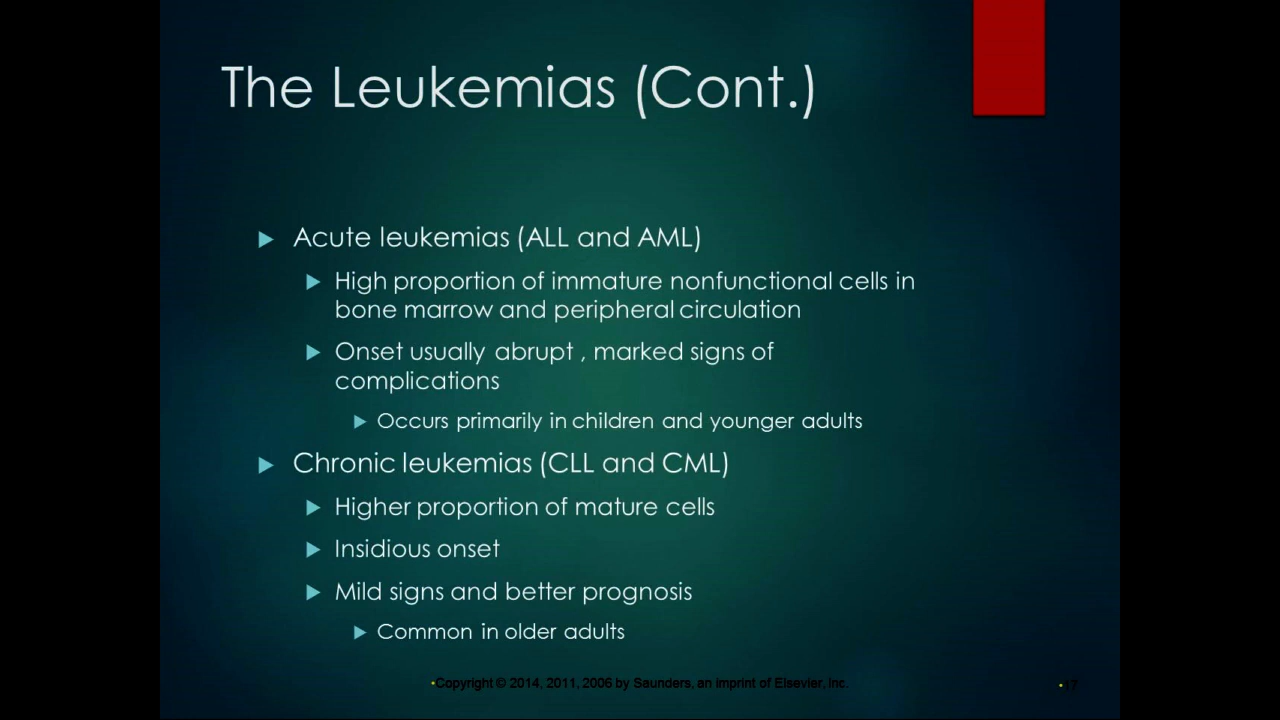 The Leukemias (Cont.)
Acute leukemias (ALL and AML)
High proportion of immature nonfunctional cells in
bone marrow and peripheral circulation
Onset usually abrupt , marked signs of
complications
Occurs primarily in children and younger adults
Chronic leukemias (CLL and CML)
Higher proportion of mature cells
Insidious onset
Mild signs and better prognosis
Common in older adults
•Copyright © 2014, 2011, 2006 by Saunders, an imprint of Elsevier, Inc.
•17